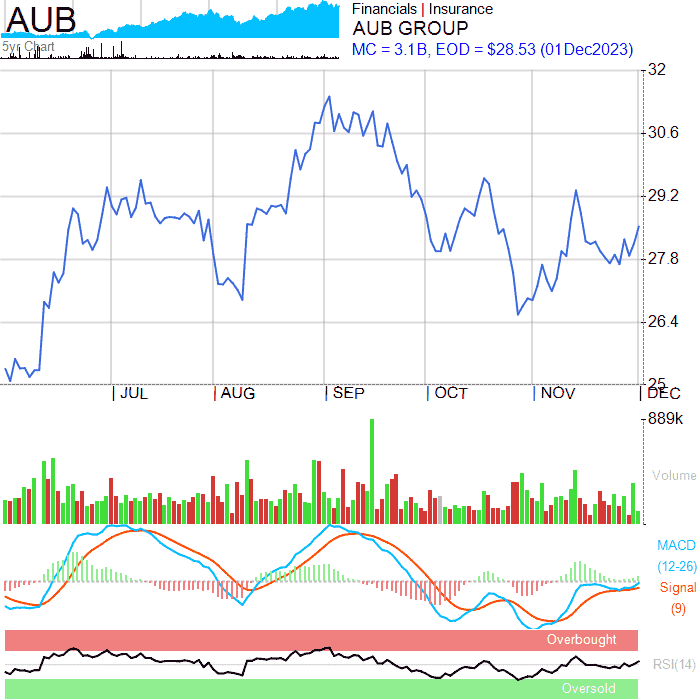 AUB
5yr Chart
Financials | Insurance
AUB GROUP
MC = 3.1B, EOD = $28.53 (01Dec2023)
32
30.6
29.2
27.8
26.4
25
| JUL | AUG | SEP | OCT | NOV | DEC
889k
Volume
MACD
(12-26)
Signal
(9)
Overbought
RSI(14)
Oversold